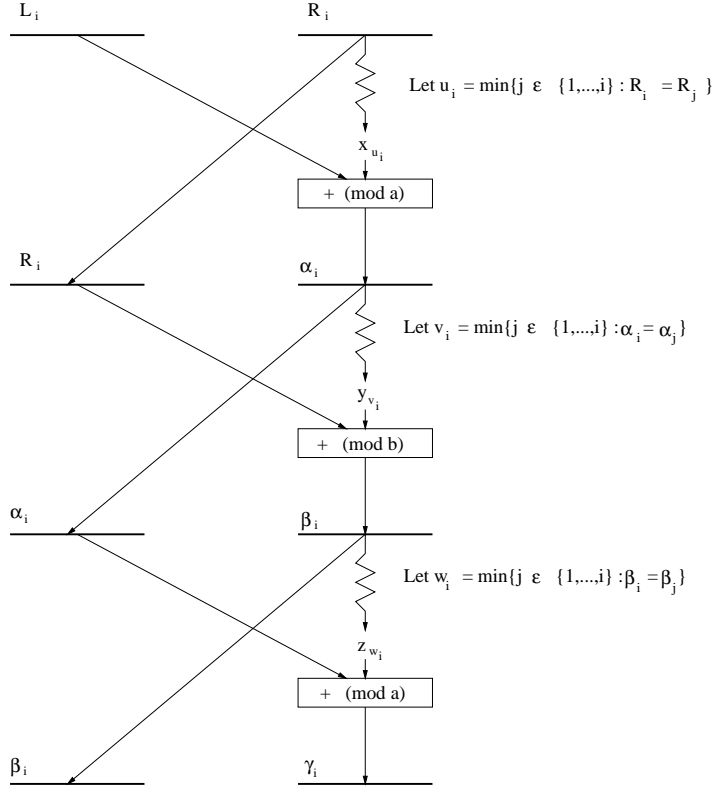 L i R i
Let u i = min{j ε {1,...,i} : R i = R j }
x u i
+ (mod a)
R i α i
Let v i = min{j ε {1,...,i} : α i = α j }
y v i
+ (mod b)
α i β i
Let w i = min{j ε {1,...,i} : β i = β j }
z w i
+ (mod a)
β i γ i